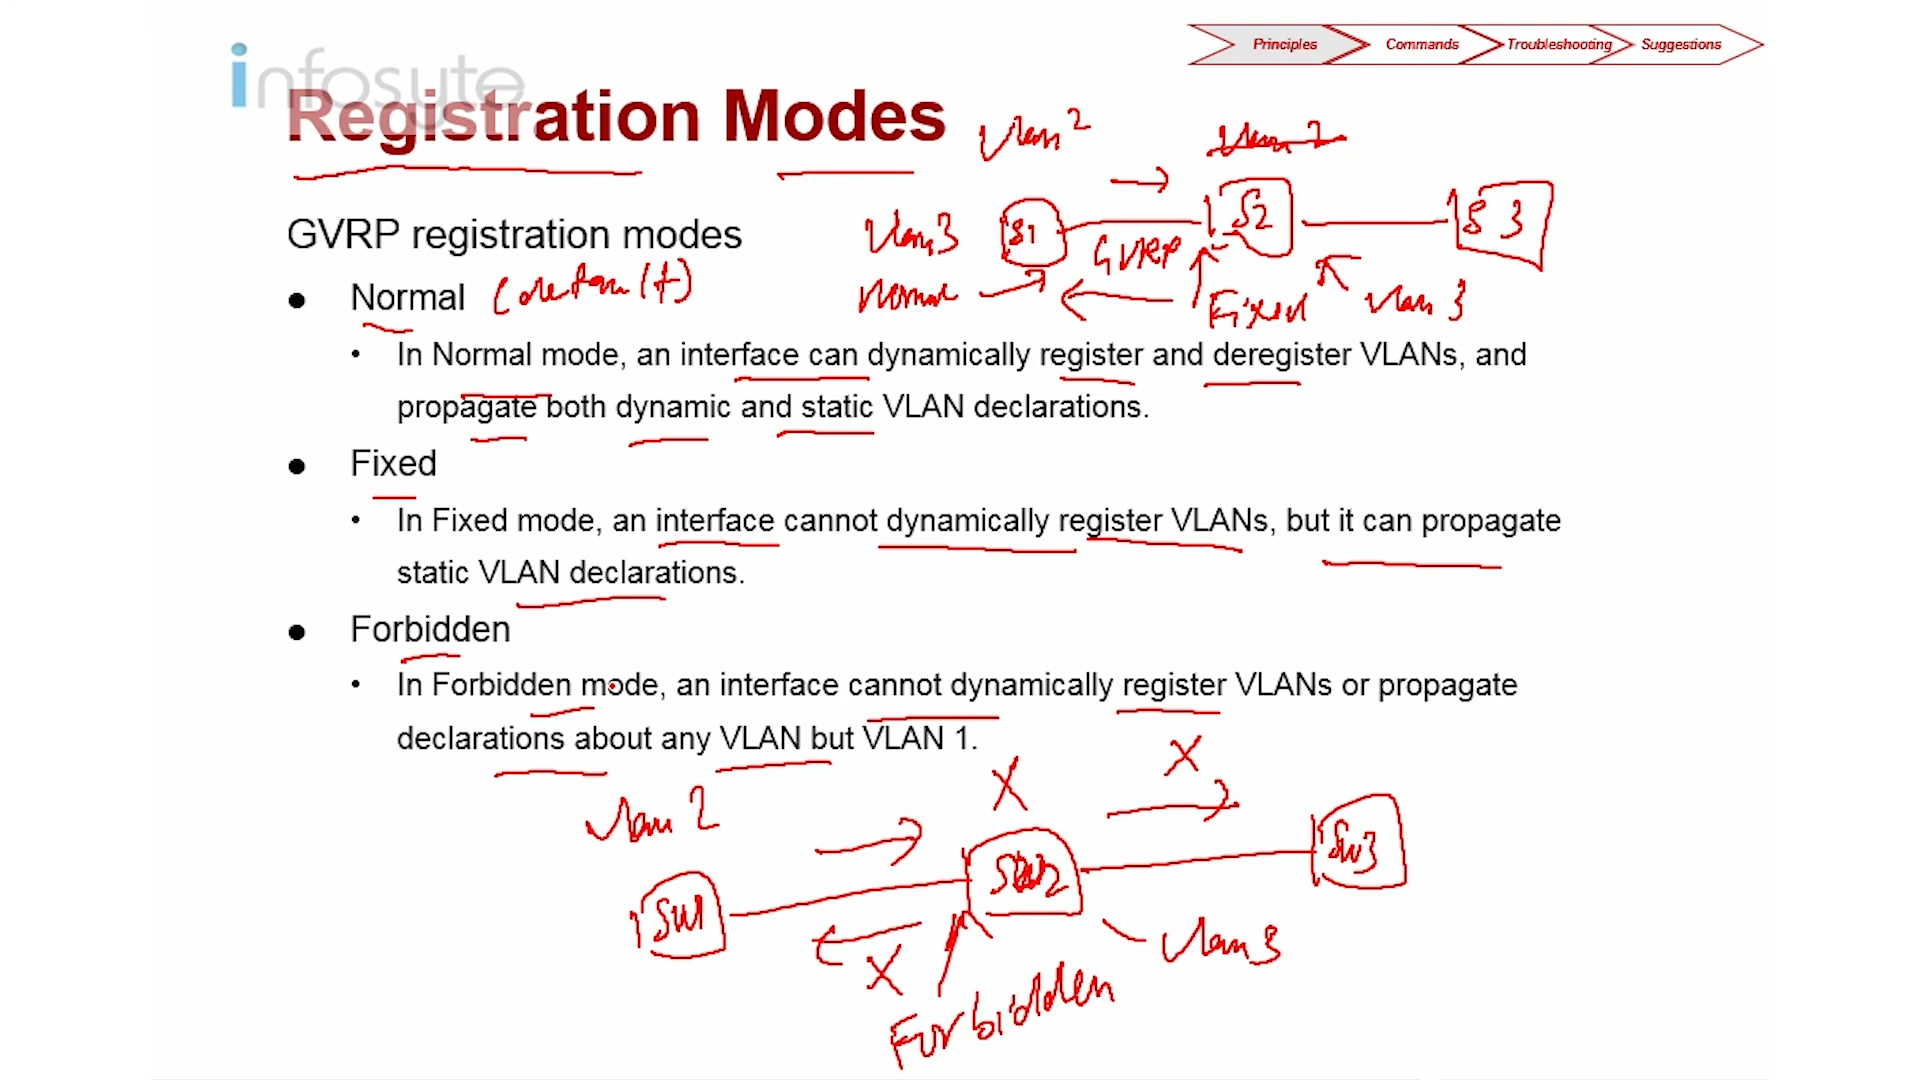 infosyte
Principles
Commands
Troubleshooting
Suggestions
Registration Modes
Vlan 2
Vlan 2
Vlan 3
S1
GVRP
S2
S3
Normal
Fixed
Vlan 3
GVRP registration modes
● Normal
• In Normal mode, an interface can dynamically register and deregister VLANs, and
propagate both dynamic and static VLAN declarations.
● Fixed
• In Fixed mode, an interface cannot dynamically register VLANs, but it can propagate
static VLAN declarations.
● Forbidden
• In Forbidden mode, an interface cannot dynamically register VLANs or propagate
declarations about any VLAN but VLAN 1.
X
X
Vlan 2
SW1
SW2
SW3
X
Vlan 3
Forbidden